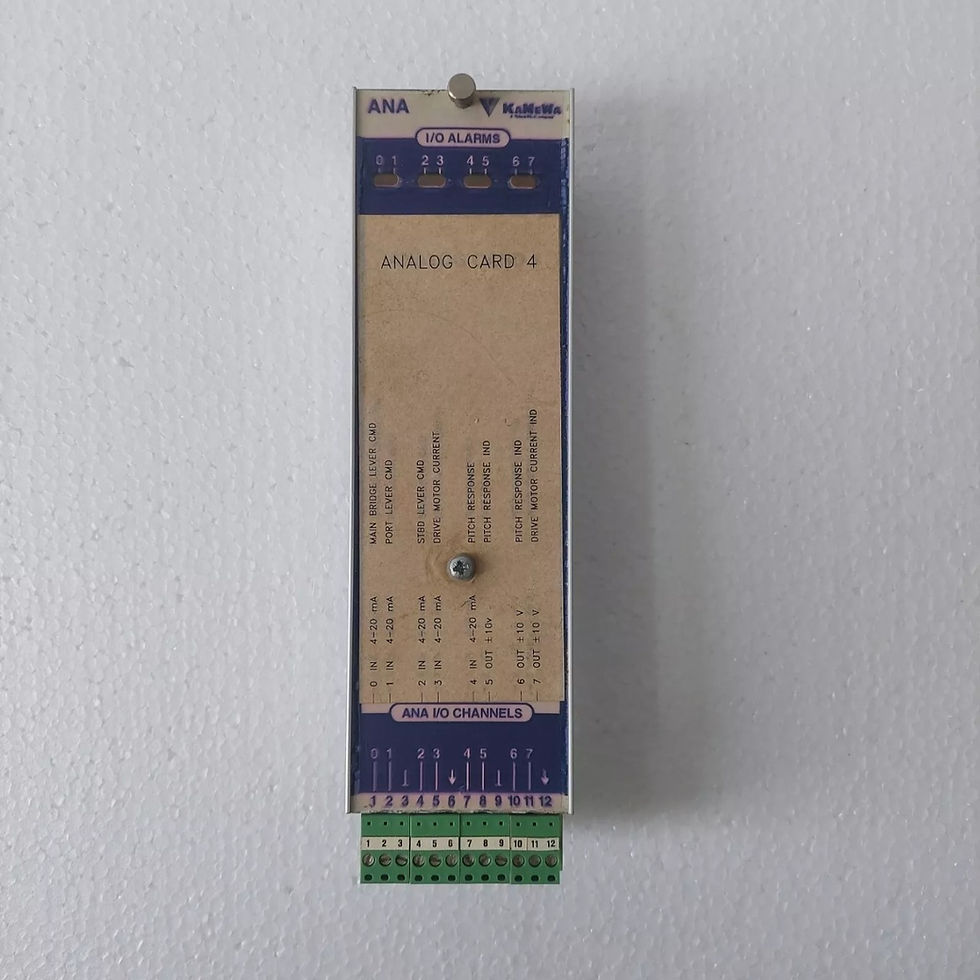 ANA
KaMeWa
I/O ALARMS
0 1 2 3 4 5 6 7
ANALOG CARD 4
0 IN 4-20 mA MAIN BRIDGE LEVER CMD
1 IN 4-20 mA PORT LEVER CMD
2 IN 4-20 mA STBD LEVER CMD
3 IN 4-20 mA DRIVE MOTOR CURRENT
4 IN 4-20 mA PITCH RESPONSE
5 OUT ±10v PITCH RESPONSE IND
6 OUT ±10 V PITCH RESPONSE IND
7 OUT ±10 V DRIVE MOTOR CURRENT IND
ANA I/O CHANNELS
0 1 2 3 4 5 6 7
1 2 3 4 5 6 7 8 9 10 11 12
1 2 3 4 5 6 7 8 9 10 11 12